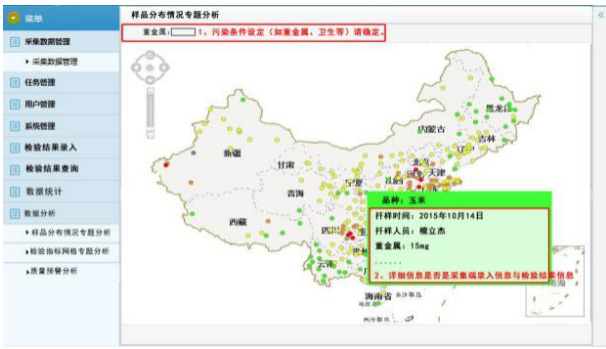 菜单
采集数据管理
采集数据管理
任务管理
用户管理
系统管理
检验结果录入
检验结果查询
数据统计
数据分析
样品分布情况专题分析
检验指标网格专题分析
质量预警分析
样品分布情况专题分析
重金属: 1、污染条件设定（如重金属、卫生等）请确定。
黑龙江
内蒙古
吉林
辽宁
新疆
北京
天津
甘肃
宁夏
青海
西藏
四川
云南
品种：玉米
扦样时间：2015年10月14日
扦样人员：檀立杰
重金属：15mg
......
2、详细信息是否是采集端录入信息与检验结果信息
海南省